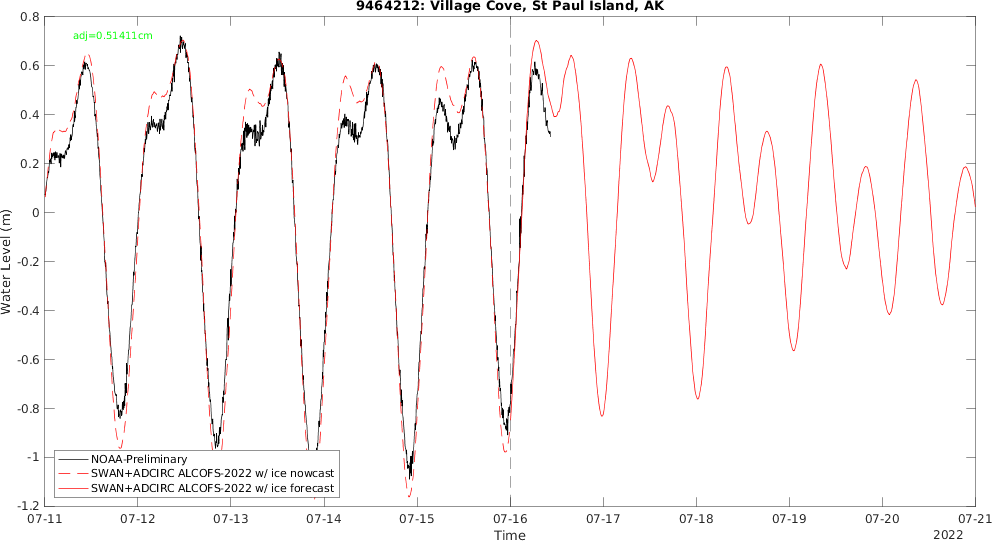 9464212: Village Cove, St Paul Island, AK
adj=0.51411cm
0.8
0.6
0.4
0.2
0
-0.2
-0.4
-0.6
-0.8
-1
-1.2
Water Level (m)
NOAA-Preliminary
SWAN+ADCIRC ALCOFS-2022 w/ ice nowcast
SWAN+ADCIRC ALCOFS-2022 w/ ice forecast
07-11 07-12 07-13 07-14 07-15 07-16 07-17 07-18 07-19 07-20 07-21
Time
2022